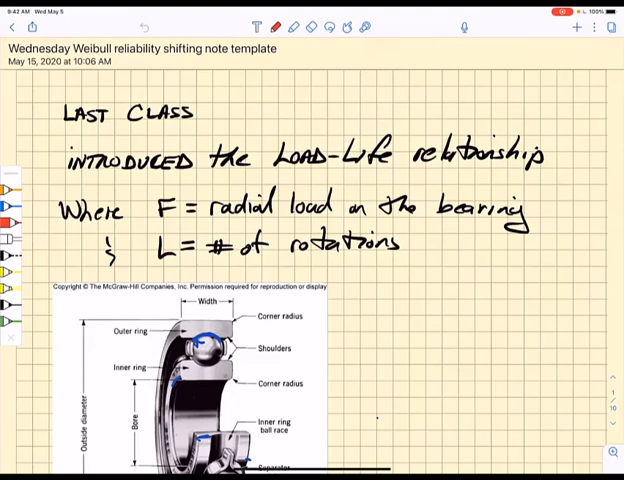 9:42 AM Wed May 5
100%
Wednesday Weibull reliability shifting note template
May 15, 2020 at 10:06 AM
LAST CLASS
INTRODUCED the LOAD-Life relationship
Where F = radial load on the bearing
& L = # of rotations
Copyright © The McGraw-Hill Companies, Inc. Permission required for reproduction or display
Width
Corner radius
Outer ring
Shoulders
Inner ring
Corner radius
Outside diameter
Bore
Inner ring
ball race
Separator
1
/
10